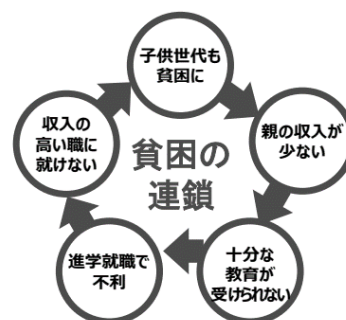 子供世代も
貧困に
親の収入が
少ない
十分な
教育が
受けられない
進学就職で
不利
収入の
高い職に
就けない
貧困の
連鎖